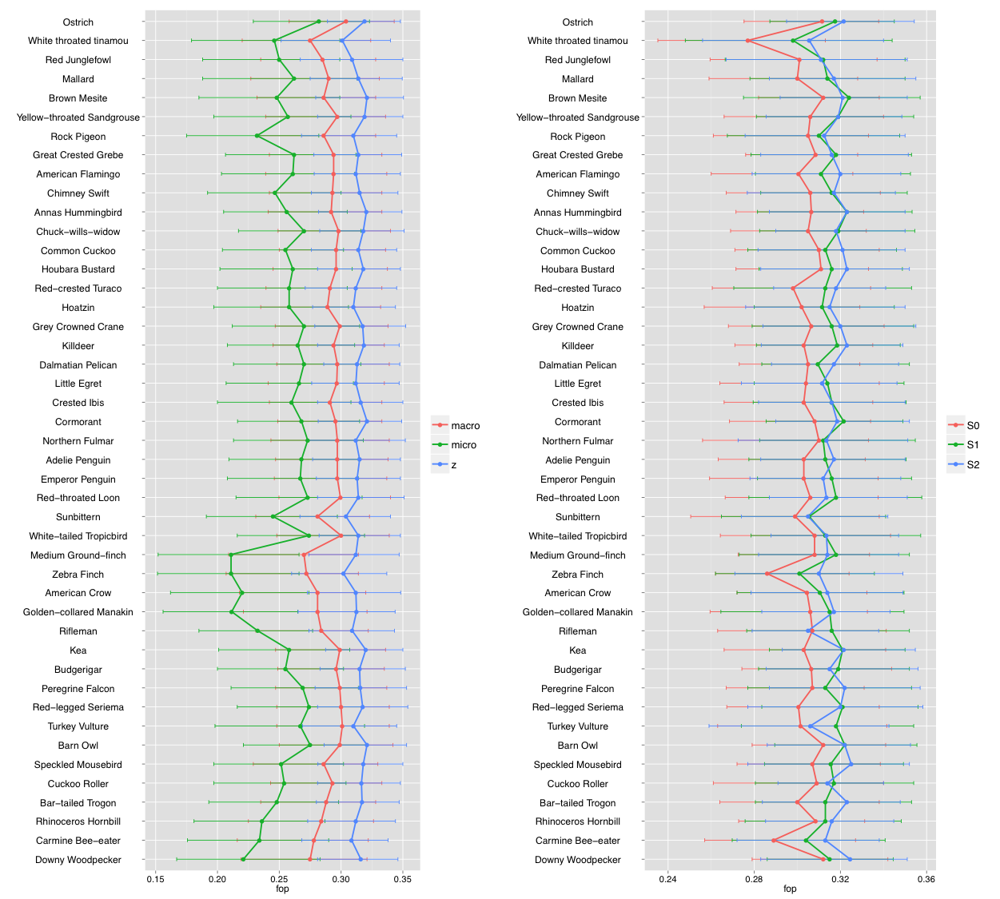 Ostrich
White throated tinamou
Red Junglefowl
Mallard
Brown Mesite
Yellow−throated Sandgrouse
Rock Pigeon
Great Crested Grebe
American Flamingo
Chimney Swift
Annas Hummingbird
Chuck−wills−widow
Common Cuckoo
Houbara Bustard
Red−crested Turaco
Hoatzin
Grey Crowned Crane
Killdeer
Dalmatian Pelican
Little Egret
Crested Ibis
Cormorant
Northern Fulmar
Adelie Penguin
Emperor Penguin
Red−throated Loon
Sunbittern
White−tailed Tropicbird
Medium Ground−finch
Zebra Finch
American Crow
Golden−collared Manakin
Rifleman
Kea
Budgerigar
Peregrine Falcon
Red−legged Seriema
Turkey Vulture
Barn Owl
Speckled Mousebird
Cuckoo Roller
Bar−tailed Trogon
Rhinoceros Hornbill
Carmine Bee−eater
Downy Woodpecker
0.15 0.20 0.25 0.30 0.35
fop
macro
micro
z
Ostrich
White throated tinamou
Red Junglefowl
Mallard
Brown Mesite
Yellow−throated Sandgrouse
Rock Pigeon
Great Crested Grebe
American Flamingo
Chimney Swift
Annas Hummingbird
Chuck−wills−widow
Common Cuckoo
Houbara Bustard
Red−crested Turaco
Hoatzin
Grey Crowned Crane
Killdeer
Dalmatian Pelican
Little Egret
Crested Ibis
Cormorant
Northern Fulmar
Adelie Penguin
Emperor Penguin
Red−throated Loon
Sunbittern
White−tailed Tropicbird
Medium Ground−finch
Zebra Finch
American Crow
Golden−collared Manakin
Rifleman
Kea
Budgerigar
Peregrine Falcon
Red−legged Seriema
Turkey Vulture
Barn Owl
Speckled Mousebird
Cuckoo Roller
Bar−tailed Trogon
Rhinoceros Hornbill
Carmine Bee−eater
Downy Woodpecker
0.24 0.28 0.32 0.36
fop
S0
S1
S2